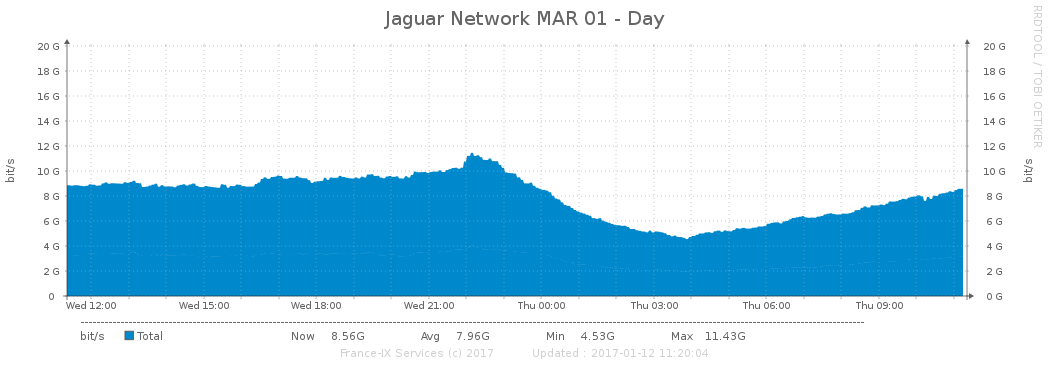 Jaguar Network MAR 01 - Day
RRDTOOL / TOBI OETIKER
bit/s
bit/s
20 G 20 G
18 G 18 G
16 G 16 G
14 G 14 G
12 G 12 G
10 G 10 G
8 G 8 G
6 G 6 G
4 G 4 G
2 G 2 G
0 0 G
Wed 12:00 Wed 15:00 Wed 18:00 Wed 21:00 Thu 00:00 Thu 03:00 Thu 06:00 Thu 09:00
bit/s Total Now 8.56G Avg 7.96G Min 4.53G Max 11.43G
France-IX Services (c) 2017 Updated : 2017-01-12 11:20:04